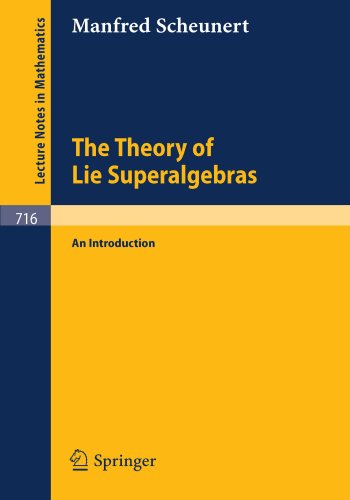 Manfred Scheunert
Lecture Notes in Mathematics
The Theory of
Lie Superalgebras
716
An Introduction
Springer